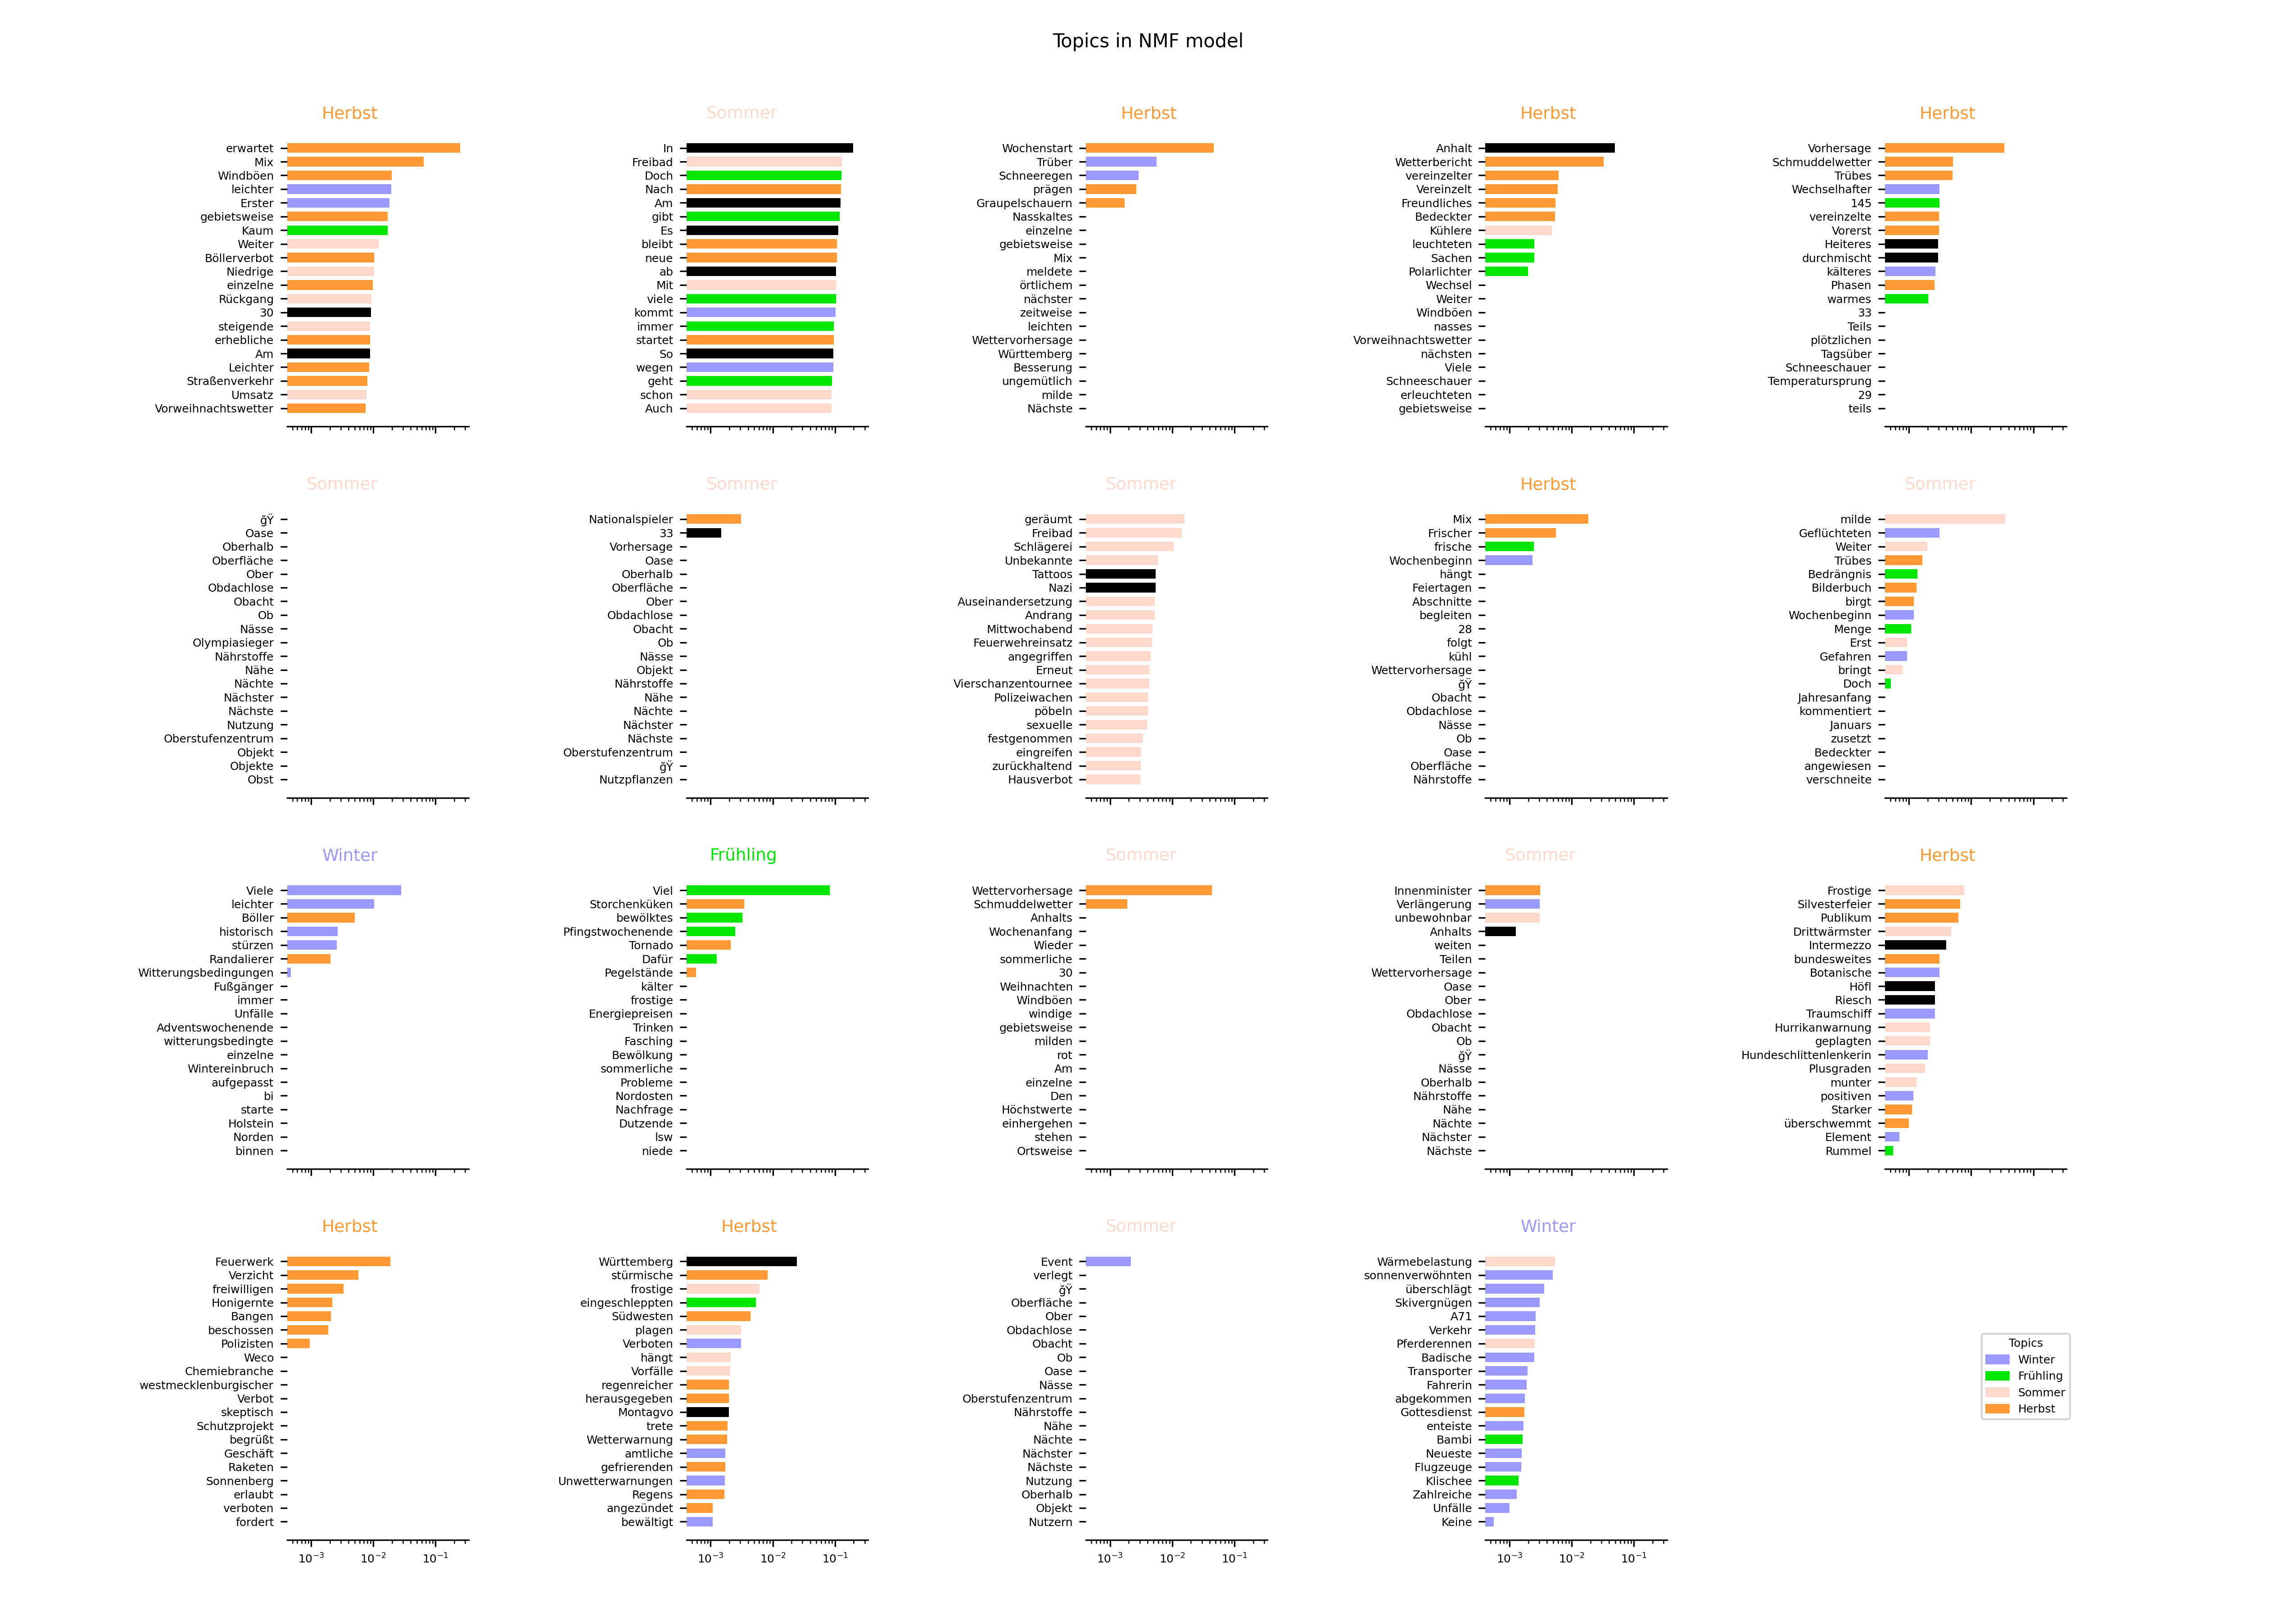 Topics in NMF model
Herbst
erwartet
Mix
Windböen
leichter
Erster
gebietsweise
Kaum
Weiter
Böllerverbot
Niedrige
einzelne
Rückgang
30
steigende
erhebliche
Am
Leichter
Straßenverkehr
Umsatz
Vorweihnachtswetter
Sommer
In
Freibad
Doch
Nach
Am
gibt
Es
bleibt
neue
ab
Mit
viele
kommt
immer
startet
So
wegen
geht
schon
Auch
Herbst
Wochenstart
Trüber
Schneeregen
prägen
Graupelschauern
Nasskaltes
einzelne
gebietsweise
Mix
meldete
örtlichem
nächster
zeitweise
leichten
Wettervorhersage
Württemberg
Besserung
ungemütlich
milde
Nächste
Herbst
Anhalt
Wetterbericht
vereinzelter
Vereinzelt
Freundliches
Bedeckter
Kühlere
leuchteten
Sachen
Polarlichter
Wechsel
Weiter
Windböen
nasses
Vorweihnachtswetter
nächsten
Viele
Schneeschauer
erleuchteten
gebietsweise
Herbst
Vorhersage
Schmuddelwetter
Trübes
Wechselhafter
145
vereinzelte
Vorerst
Heiteres
durchmischt
kälteres
Phasen
warmes
33
Teils
plötzlichen
Tagsüber
Schneeschauer
Temperatursprung
29
teils
Sommer
ğŸ
Oase
Oberhalb
Oberfläche
Ober
Obdachlose
Obacht
Ob
Nässe
Olympiasieger
Nährstoffe
Nähe
Nächte
Nächster
Nächste
Nutzung
Oberstufenzentrum
Objekt
Objekte
Obst
Sommer
Nationalspieler
33
Vorhersage
Oase
Oberhalb
Oberfläche
Ober
Obdachlose
Obacht
Ob
Nässe
Objekt
Nährstoffe
Nähe
Nächte
Nächster
Nächste
Oberstufenzentrum
ğŸ
Nutzpflanzen
Sommer
geräumt
Freibad
Schlägerei
Unbekannte
Tattoos
Nazi
Auseinandersetzung
Andrang
Mittwochabend
Feuerwehreinsatz
angegriffen
Erneut
Vierschanzentournee
Polizeiwachen
pöbeln
sexuelle
festgenommen
eingreifen
zurückhaltend
Hausverbot
Herbst
Mix
Frischer
frische
Wochenbeginn
hängt
Feiertagen
Abschnitte
begleiten
28
folgt
kühl
Wettervorhersage
ğŸ
Obacht
Obdachlose
Nässe
Ob
Oase
Oberfläche
Nährstoffe
Sommer
milde
Geflüchteten
Weiter
Trübes
Bedrängnis
Bilderbuch
birgt
Wochenbeginn
Menge
Erst
Gefahren
bringt
Doch
Jahresanfang
kommentiert
Januars
zusetzt
Bedeckter
angewiesen
verschneite
Winter
Viele
leichter
Böller
historisch
stürzen
Randalierer
Witterungsbedingungen
Fußgänger
immer
Unfälle
Adventswochenende
witterungsbedingte
einzelne
Wintereinbruch
aufgepasst
bi
starte
Holstein
Norden
binnen
Frühling
Viel
Storchenküken
bewölktes
Pfingstwochenende
Tornado
Dafür
Pegelstände
kälter
frostige
Energiepreisen
Trinken
Fasching
Bewölkung
sommerliche
Probleme
Nordosten
Nachfrage
Dutzende
lsw
niede
Sommer
Wettervorhersage
Schmuddelwetter
Anhalts
Wochenanfang
Wieder
sommerliche
30
Weihnachten
Windböen
windige
gebietsweise
milden
rot
Am
einzelne
Den
Höchstwerte
einhergehen
stehen
Ortsweise
Sommer
Innenminister
Verlängerung
unbewohnbar
Anhalts
weiten
Teilen
Wettervorhersage
Oase
Ober
Obdachlose
Obacht
Ob
ğŸ
Nässe
Oberhalb
Nährstoffe
Nähe
Nächte
Nächster
Nächste
Herbst
Frostige
Silvesterfeier
Publikum
Drittwärmster
Intermezzo
bundesweites
Botanische
Höfl
Riesch
Traumschiff
Hurrikanwarnung
geplagten
Hundeschlittenlenkerin
Plusgraden
munter
positiven
Starker
überschwemmt
Element
Rummel
Herbst
Feuerwerk
Verzicht
freiwilligen
Honigernte
Bangen
beschossen
Polizisten
Weco
Chemiebranche
westmecklenburgischer
Verbot
skeptisch
Schutzprojekt
begrüßt
Geschäft
Raketen
Sonnenberg
erlaubt
verboten
fordert
10⁻³ 10⁻² 10⁻¹
Herbst
Württemberg
stürmische
frostige
eingeschleppten
Südwesten
plagen
Verboten
hängt
Vorfälle
regenreicher
herausgegeben
Montagvo
trete
Wetterwarnung
amtliche
gefrierenden
Unwetterwarnungen
Regens
angezündet
bewältigt
10⁻³ 10⁻² 10⁻¹
Sommer
Event
verlegt
ğŸ
Oberfläche
Ober
Obdachlose
Obacht
Ob
Oase
Nässe
Oberstufenzentrum
Nährstoffe
Nähe
Nächte
Nächster
Nächste
Nutzung
Oberhalb
Objekt
Nutzern
10⁻³ 10⁻² 10⁻¹
Winter
Wärmebelastung
sonnenverwöhnten
überschlägt
Skivergnügen
A71
Verkehr
Pferderennen
Badische
Transporter
Fahrerin
abgekommen
Gottesdienst
enteiste
Bambi
Neueste
Flugzeuge
Klischee
Zahlreiche
Unfälle
Keine
10⁻³ 10⁻² 10⁻¹
Topics
Winter
Frühling
Sommer
Herbst